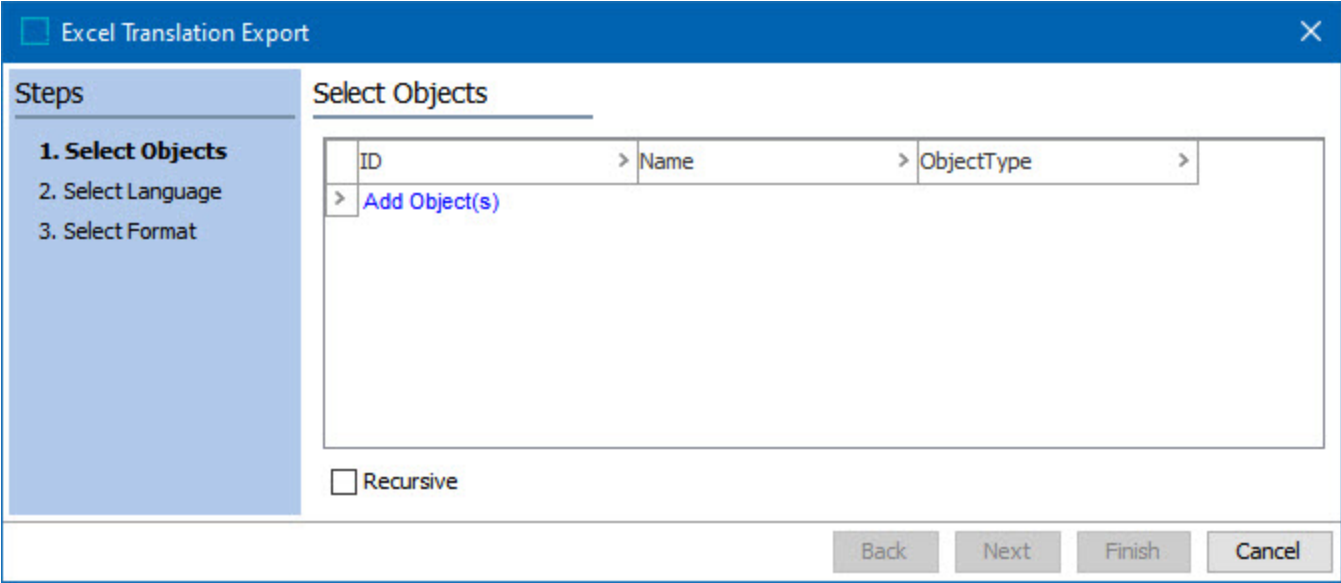 Excel Translation Export
Steps
1. Select Objects
2. Select Language
3. Select Format
Select Objects
ID > Name > ObjectType >
> Add Object(s)
Recursive
Back Next Finish Cancel